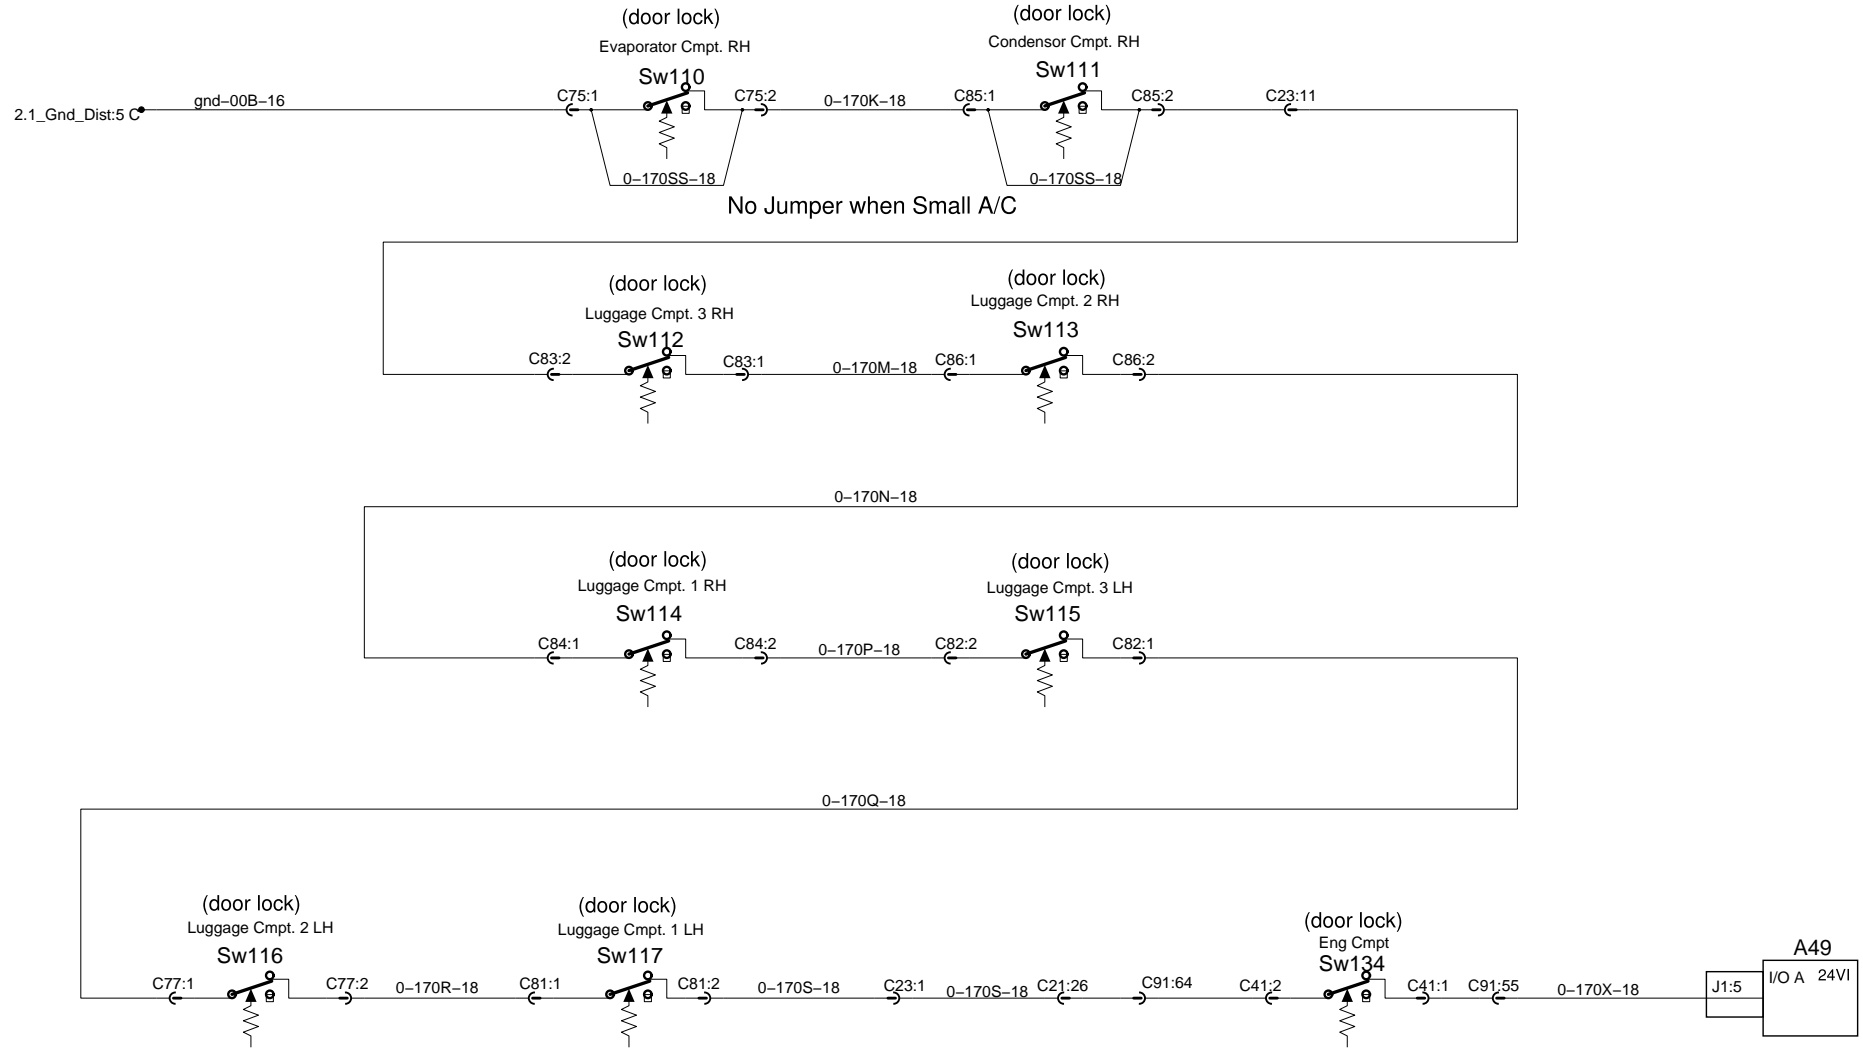 (door lock)
Evaporator Cmpt. RH
Sw110
(door lock)
Condensor Cmpt. RH
Sw111
2.1_Gnd_Dist:5 C
gnd–00B–16
C75:1
C75:2
0–170K–18
C85:1
C85:2
C23:11
0–170SS–18
0–170SS–18
No Jumper when Small A/C
(door lock)
Luggage Cmpt. 3 RH
Sw112
(door lock)
Luggage Cmpt. 2 RH
Sw113
C83:2
C83:1
0–170M–18
C86:1
C86:2
0–170N–18
(door lock)
Luggage Cmpt. 1 RH
Sw114
(door lock)
Luggage Cmpt. 3 LH
Sw115
C84:1
C84:2
0–170P–18
C82:2
C82:1
0–170Q–18
(door lock)
Luggage Cmpt. 2 LH
Sw116
(door lock)
Luggage Cmpt. 1 LH
Sw117
(door lock)
Eng Cmpt
Sw134
A49
C77:1
C77:2
0–170R–18
C81:1
C81:2
0–170S–18
C23:1
0–170S–18
C21:26
C91:64
C41:2
C41:1
C91:55
0–170X–18
J1:5
I/O A
24VI